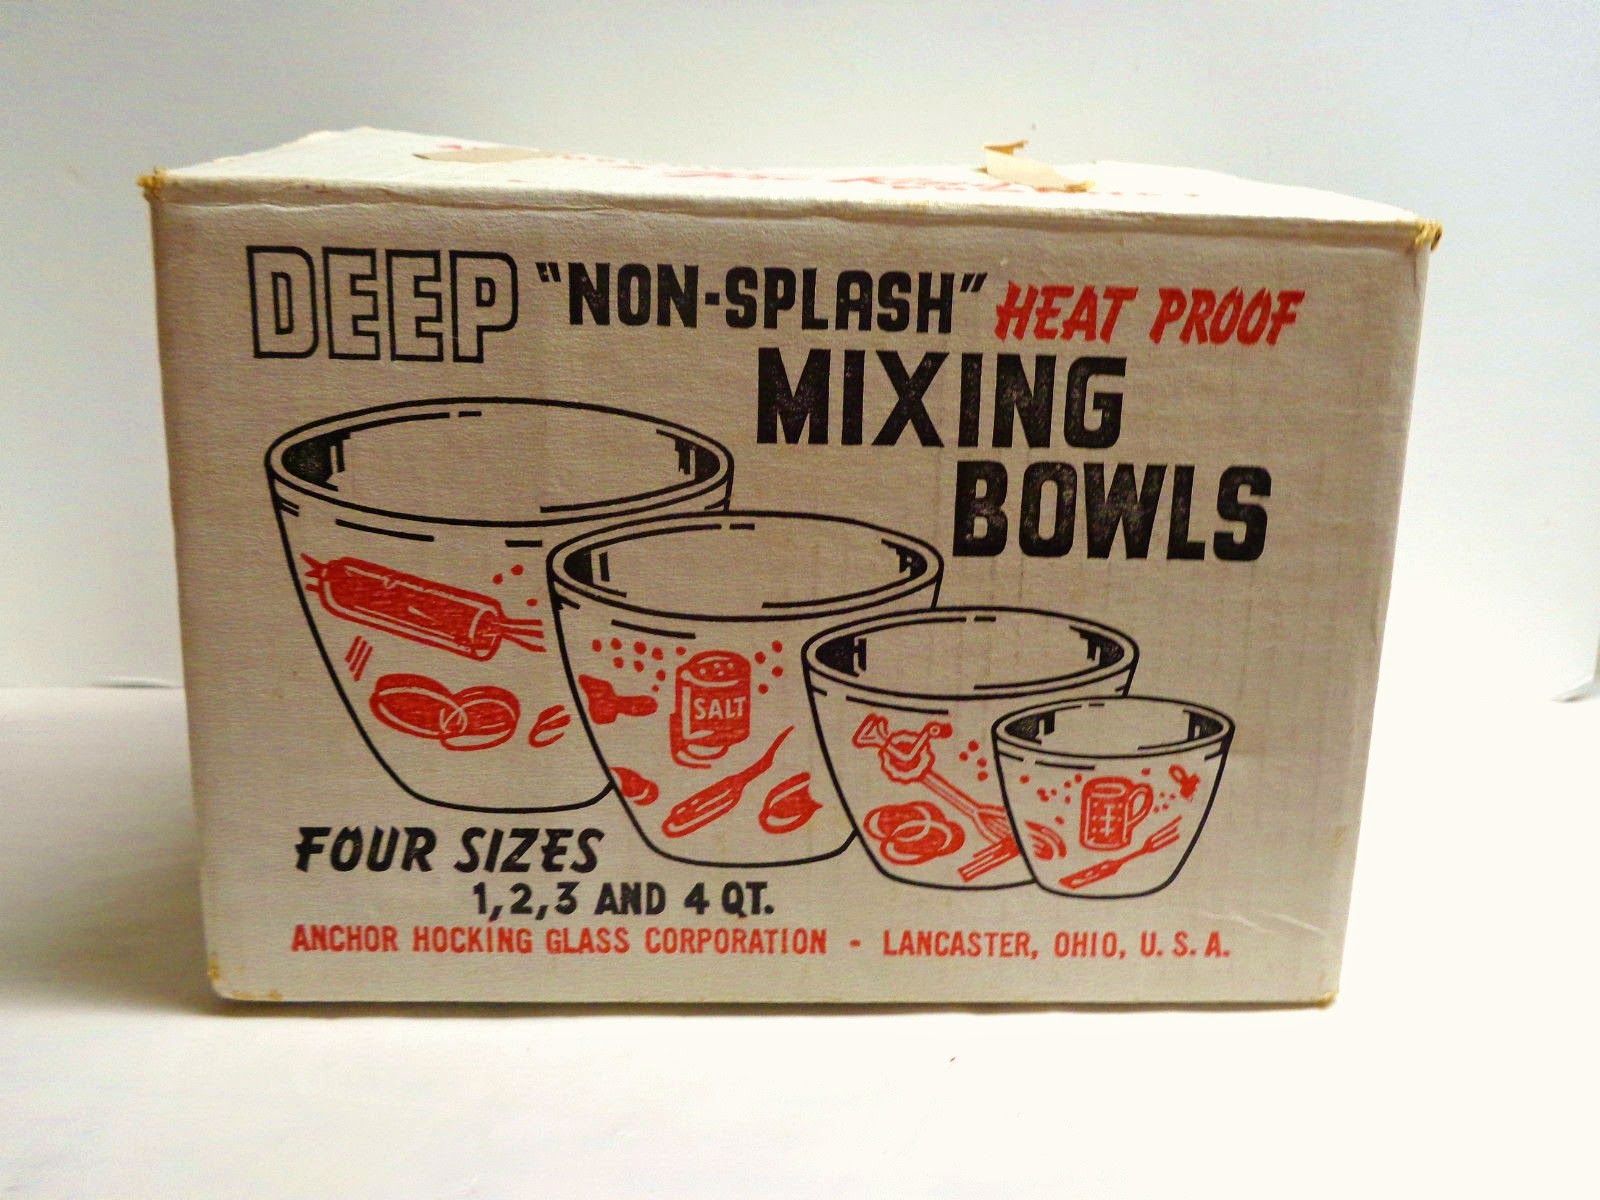 DEEP "NON-SPLASH" HEAT PROOF
MIXING
BOWLS
SALT
FOUR SIZES
1,2,3 AND 4 QT.
ANCHOR HOCKING GLASS CORPORATION - LANCASTER, OHIO, U. S. A.